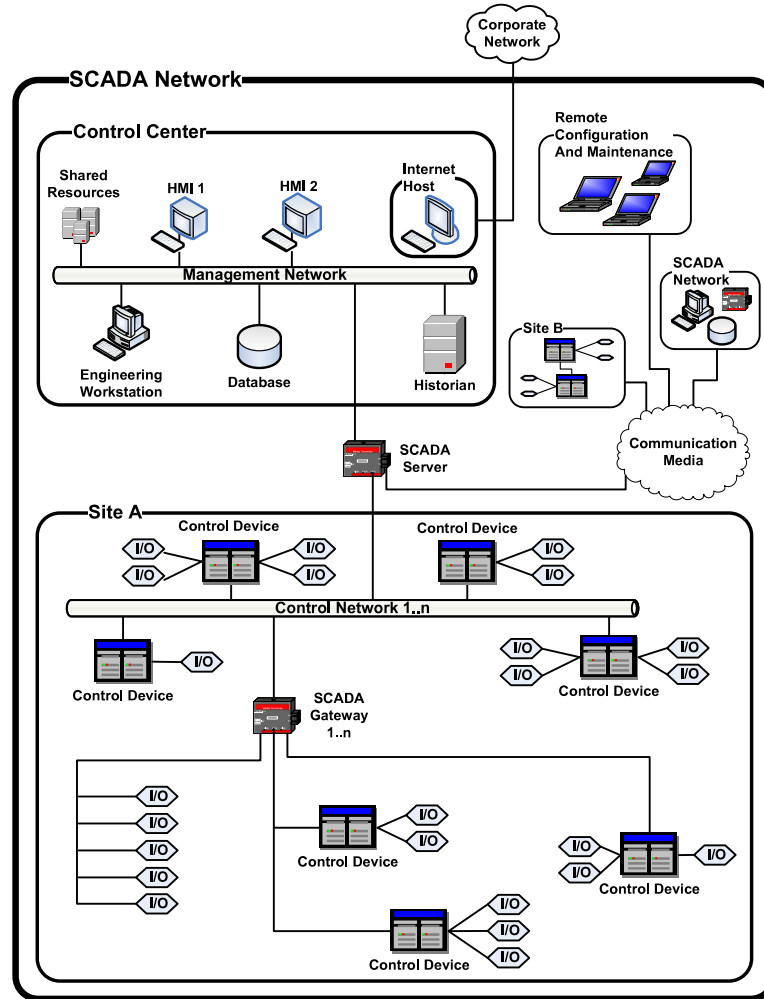 Corporate
Network
SCADA Network
Control Center
Shared
Resources
HMI 1
HMI 2
Internet
Host
Management Network
Engineering
Workstation
Database
Historian
Remote
Configuration
And Maintenance
SCADA
Network
Site B
Communication
Media
SCADA
Server
Site A
Control Device
I/O
I/O
I/O
I/O
Control Device
I/O
I/O
Control Network 1..n
Control Device
I/O
I/O
I/O
I/O
I/O
Control Device
SCADA
Gateway
1..n
I/O
I/O
I/O
I/O
I/O
I/O
I/O
Control Device
I/O
I/O
I/O
Control Device
I/O
I/O
I/O
Control Device